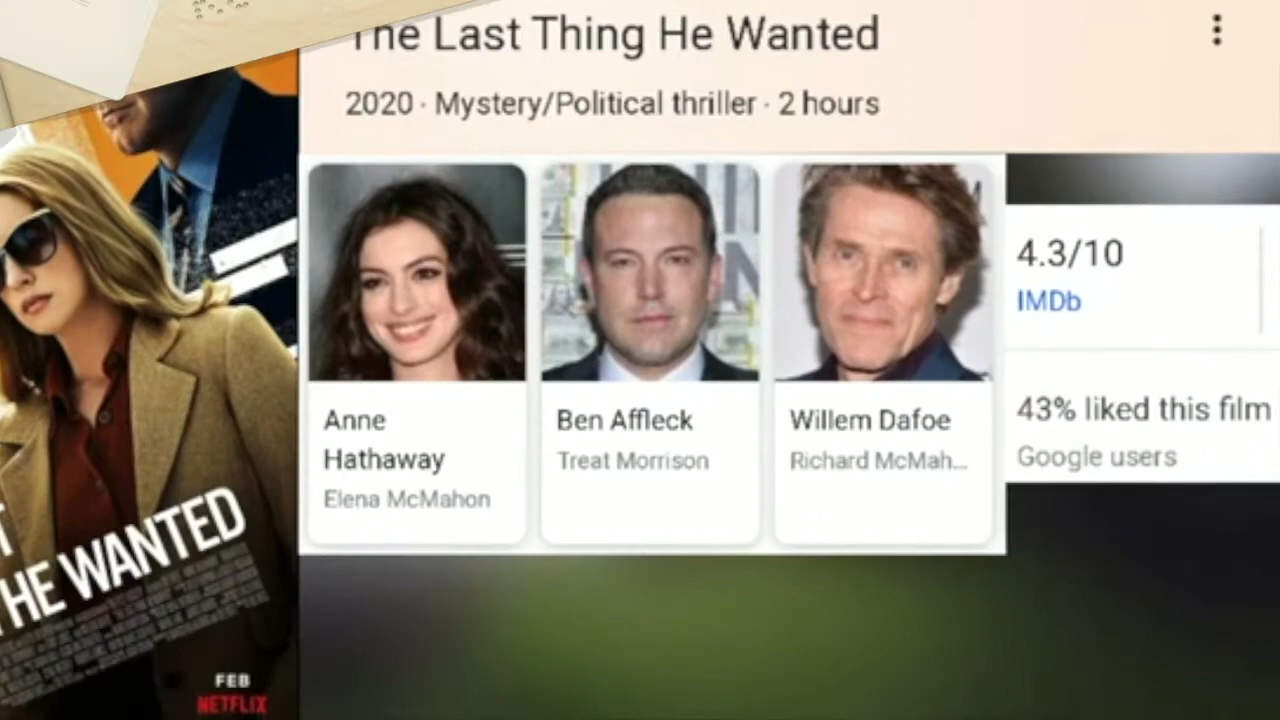 The Last Thing He Wanted
2020 · Mystery/Political thriller · 2 hours
Anne
Hathaway
Elena McMahon
Ben Affleck
Treat Morrison
Willem Dafoe
Richard McMah...
4.3/10
IMDb
43% liked this film
Google users
HE WANTED
FEB
NETFLIX